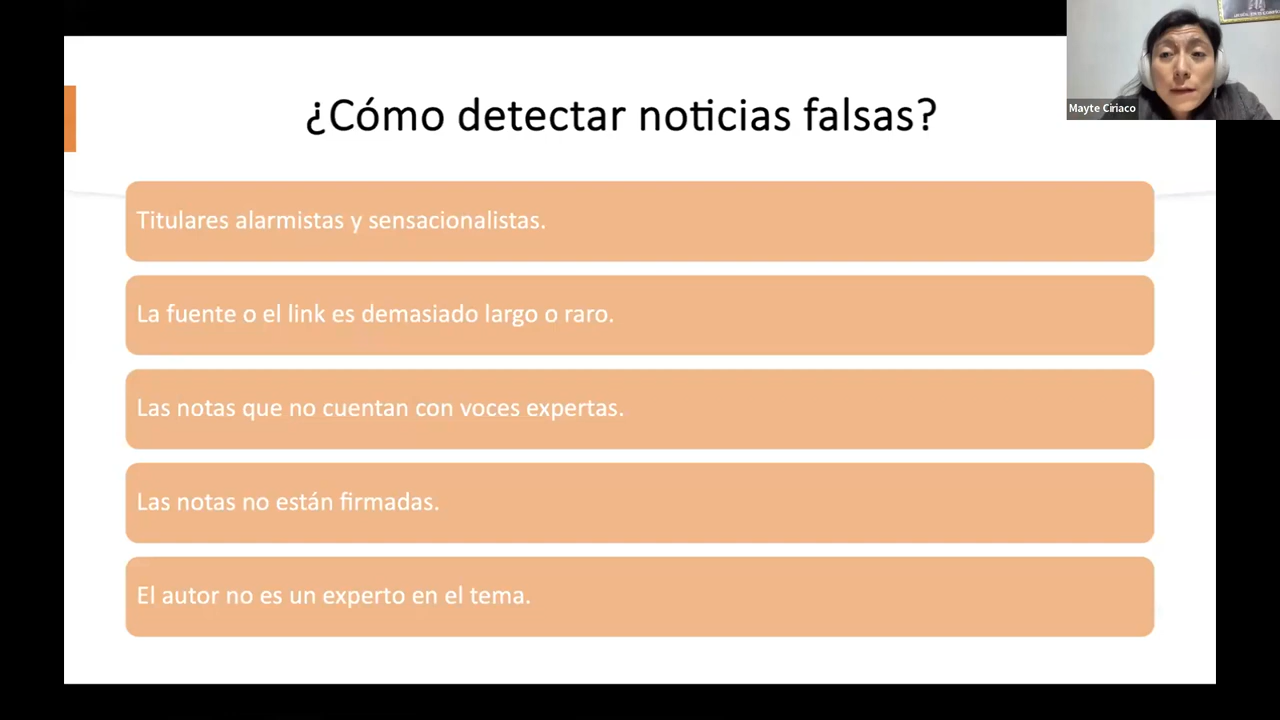 ¿Cómo detectar noticias falsas?
Mayte Ciriaco
Titulares alarmistas y sensacionalistas.
La fuente o el link es demasiado largo o raro.
Las notas que no cuentan con voces expertas.
Las notas no están firmadas.
El autor no es un experto en el tema.